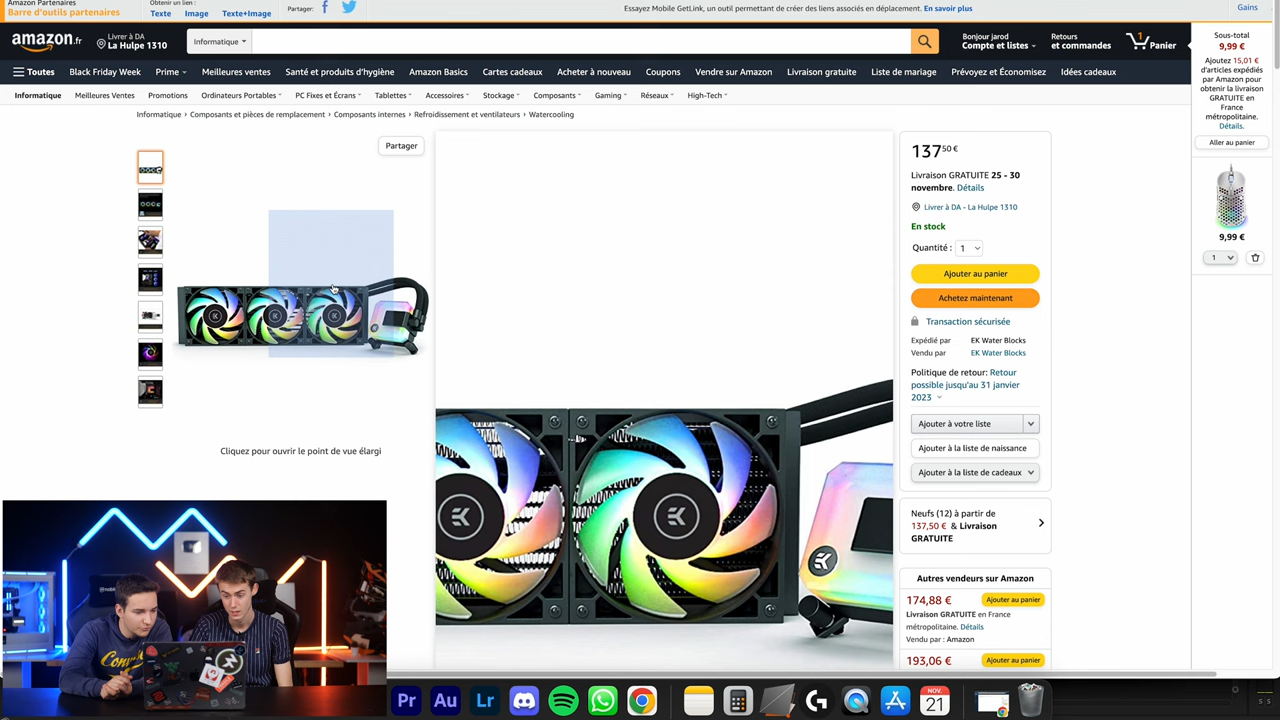 Amazon Partenaires
Barre d'outils partenaires
Obtenir un lien :
Texte Image Texte+Image
Partager:
Essayez Mobile GetLink, un outil permettant de créer des liens associés en déplacement. En savoir plus
Gains
amazon.fr
Livrer à DA
La Hulpe 1310
Informatique
Bonjour jarod
Compte et listes
Retours
et commandes
1
Panier
Toutes
Black Friday Week
Prime
Meilleures ventes
Santé et produits d'hygiène
Amazon Basics
Cartes cadeaux
Acheter à nouveau
Coupons
Vendre sur Amazon
Livraison gratuite
Liste de mariage
Prévoyez et Économisez
Idées cadeaux
Informatique
Meilleures Ventes
Promotions
Ordinateurs Portables
PC Fixes et Écrans
Tablettes
Accessoires
Stockage
Composants
Gaming
Réseaux
High-Tech
Informatique › Composants et pièces de remplacement › Composants internes › Refroidissement et ventilateurs › Watercooling
Partager
Cliquez pour ouvrir le point de vue élargi
137 50 €
Livraison GRATUITE 25 - 30
novembre. Détails
Livrer à DA - La Hulpe 1310
En stock
Quantité : 1
Ajouter au panier
Achetez maintenant
Transaction sécurisée
Expédié par EK Water Blocks
Vendu par EK Water Blocks
Politique de retour: Retour
possible jusqu'au 31 janvier
2023
Ajouter à votre liste
Ajouter à la liste de naissance
Ajouter à la liste de cadeaux
Neufs (12) à partir de
137,50 € & Livraison
GRATUITE
Autres vendeurs sur Amazon
174,88 €
Ajouter au panier
Livraison GRATUITE en France
métropolitaine. Détails
Vendu par : Amazon
193,06 €
Ajouter au panier
Sous-total
9,99 €
Ajoutez 15,01 €
d'articles expédiés
par Amazon pour
obtenir la livraison
GRATUITE en
France
métropolitaine.
Détails.
Aller au panier
9,99 €
1
Pr
Au
Lr
NOV.
21